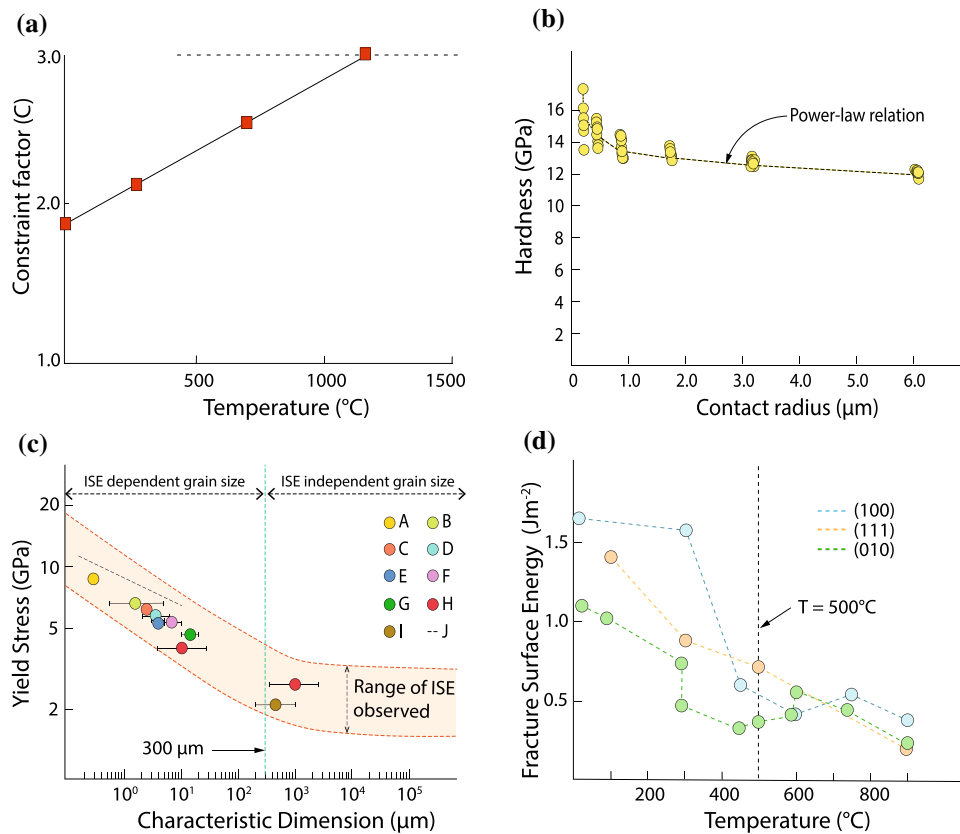 (a)
3.0
2.0
1.0
Constraint factor (C)
500
1000
1500
Temperature (°C)
(b)
16
14
12
10
8
6
4
2
Hardness (GPa)
Power-law relation
0
1.0
2.0
3.0
4.0
5.0
6.0
Contact radius (μm)
(c)
ISE dependent grain size
ISE independent grain size
20
10
5
2
Yield Stress (GPa)
A
B
C
D
E
F
G
H
I
J
Range of ISE
observed
300 μm
10⁰
10¹
10²
10³
10⁴
10⁵
Characteristic Dimension (μm)
(d)
(100)
(111)
(010)
1.5
1.0
0.5
Fracture Surface Energy (Jm⁻²)
T = 500°C
200
400
600
800
Temperature (°C)